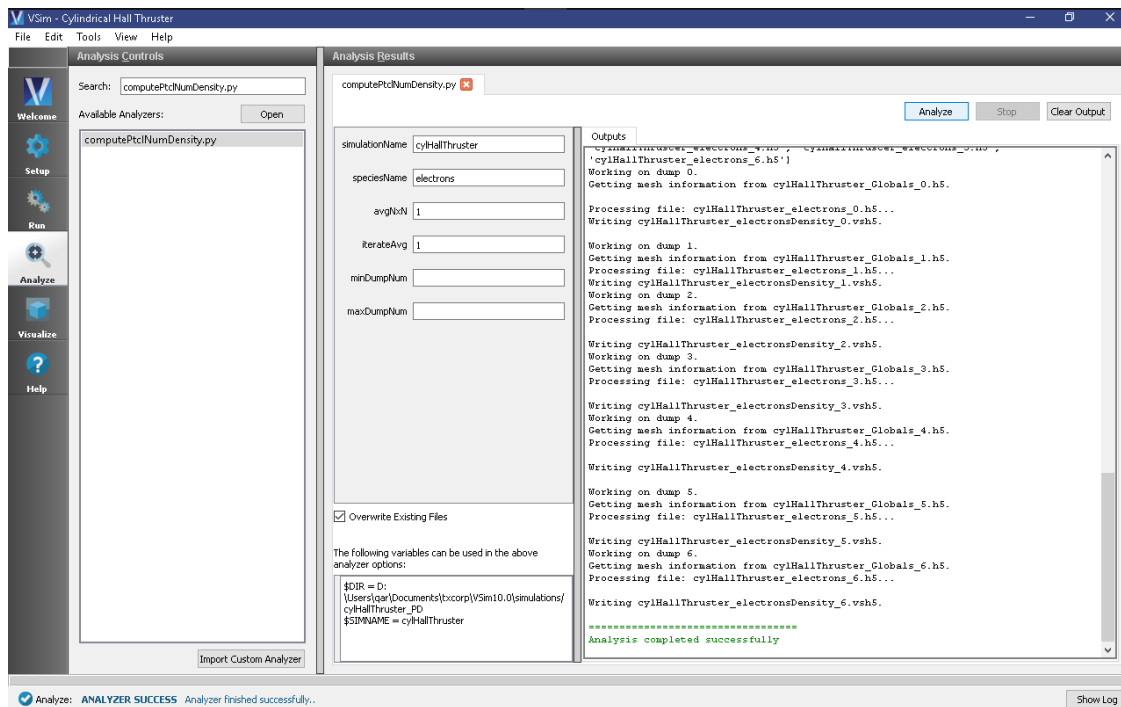 VSim - Cylindrical Hall Thruster
File Edit Tools View Help
Analysis Controls
Search: computePtclNumDensity.py
Available Analyzers:
Open
computePtclNumDensity.py
Import Custom Analyzer
Welcome
Setup
Run
Analyze
Visualize
Help
Analysis Results
computePtclNumDensity.py
Analyze
Stop
Clear Output
simulationName cylHallThruster
speciesName electrons
avgNxN 1
iterateAvg 1
minDumpNum
maxDumpNum
Overwrite Existing Files
The following variables can be used in the above
analyzer options:
$DIR = D:
\Users\qar\Documents\txcorp\VSim10.0\simulations/
cylHallThruster_PD
$SIMNAME = cylHallThruster
Outputs
'cylHallThruster_electrons_4.h5', 'cylHallThruster_electrons_5.h5',
'cylHallThruster_electrons_6.h5']
Working on dump 0.
Getting mesh information from cylHallThruster_Globals_0.h5.
Processing file: cylHallThruster_electrons_0.h5...
Writing cylHallThruster_electronsDensity_0.vsh5.
Working on dump 1.
Getting mesh information from cylHallThruster_Globals_1.h5.
Processing file: cylHallThruster_electrons_1.h5...
Writing cylHallThruster_electronsDensity_1.vsh5.
Working on dump 2.
Getting mesh information from cylHallThruster_Globals_2.h5.
Processing file: cylHallThruster_electrons_2.h5...
Writing cylHallThruster_electronsDensity_2.vsh5.
Working on dump 3.
Getting mesh information from cylHallThruster_Globals_3.h5.
Processing file: cylHallThruster_electrons_3.h5...
Writing cylHallThruster_electronsDensity_3.vsh5.
Working on dump 4.
Getting mesh information from cylHallThruster_Globals_4.h5.
Processing file: cylHallThruster_electrons_4.h5...
Writing cylHallThruster_electronsDensity_4.vsh5.
Working on dump 5.
Getting mesh information from cylHallThruster_Globals_5.h5.
Processing file: cylHallThruster_electrons_5.h5...
Writing cylHallThruster_electronsDensity_5.vsh5.
Working on dump 6.
Getting mesh information from cylHallThruster_Globals_6.h5.
Processing file: cylHallThruster_electrons_6.h5...
Writing cylHallThruster_electronsDensity_6.vsh5.
================================
Analysis completed successfully
Analyze: ANALYZER SUCCESS Analyzer finished successfully..
Show Log